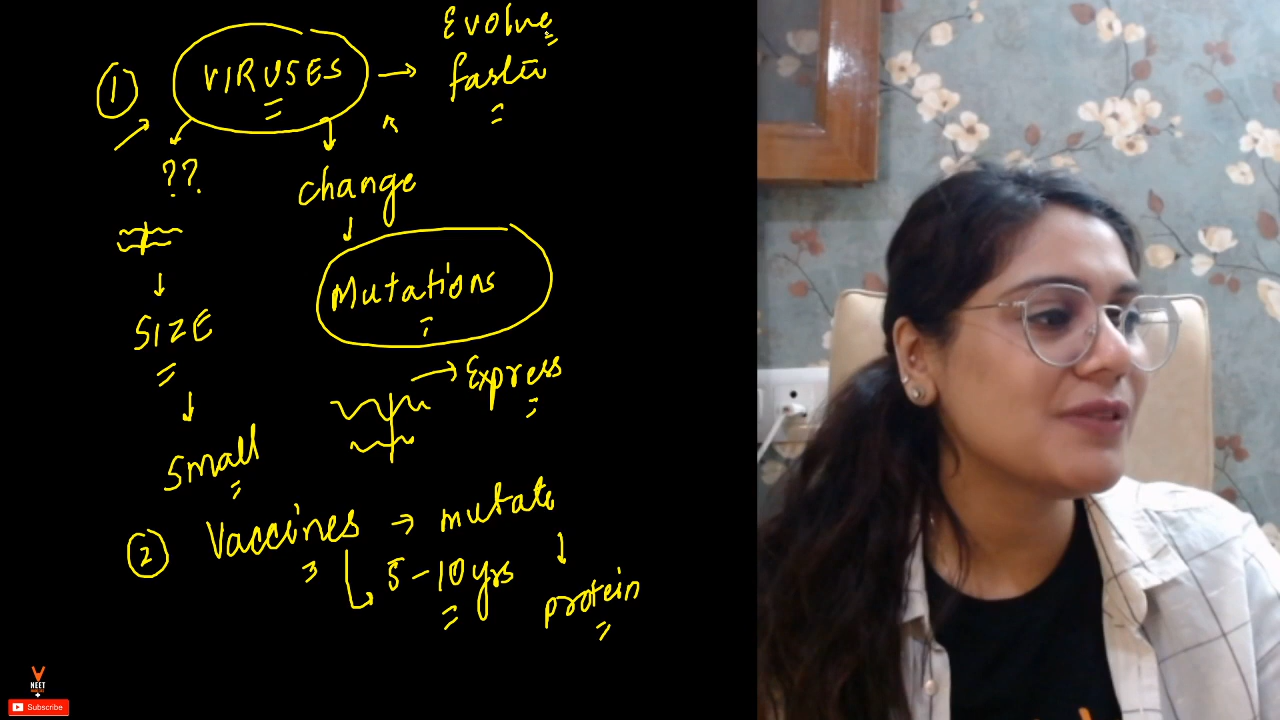 Evolve
① VIRUSES → faster
??
change
Mutations
SIZE
Express
Small
② Vaccines → mutate
5-10 yrs
protein
NEET
Subscribe